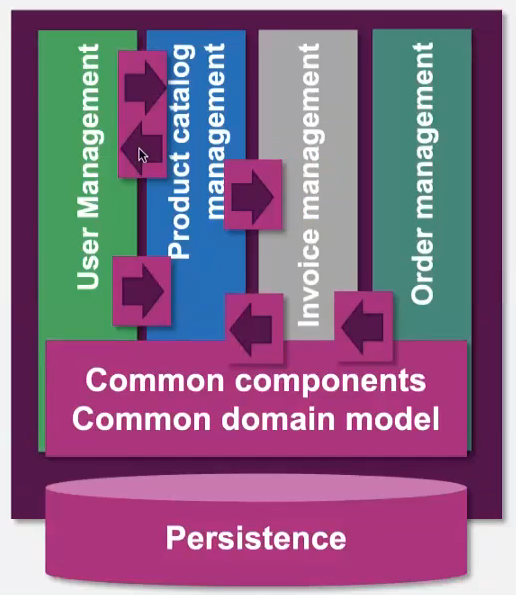 User Management
Product catalog
management
Invoice management
Order management
Common components
Common domain model
Persistence